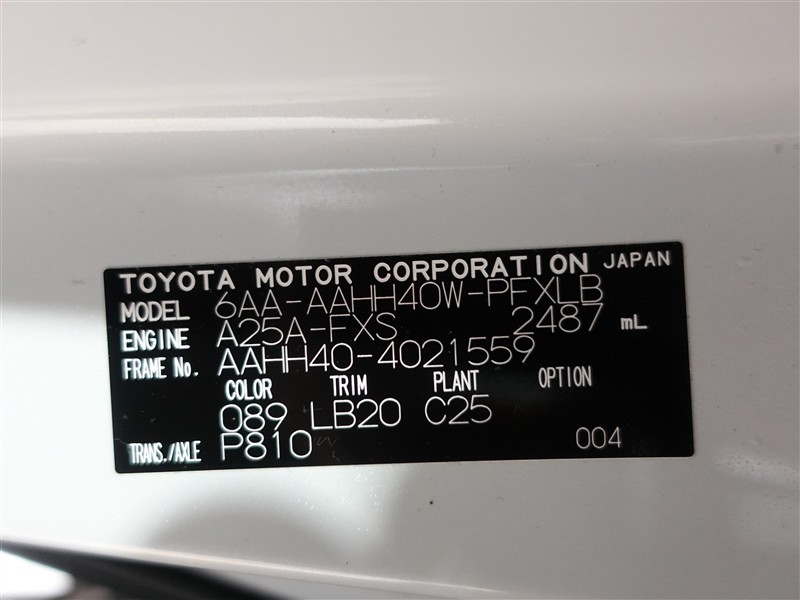 TOYOTA MOTOR CORPORATION JAPAN
MODEL 6AA-AAHH40W-PFXLB
ENGINE A25A-FXS 2487 mL
FRAME No. AAHH40-4021559
COLOR TRIM PLANT OPTION
089 LB20 C25
TRANS./AXLE P810 004